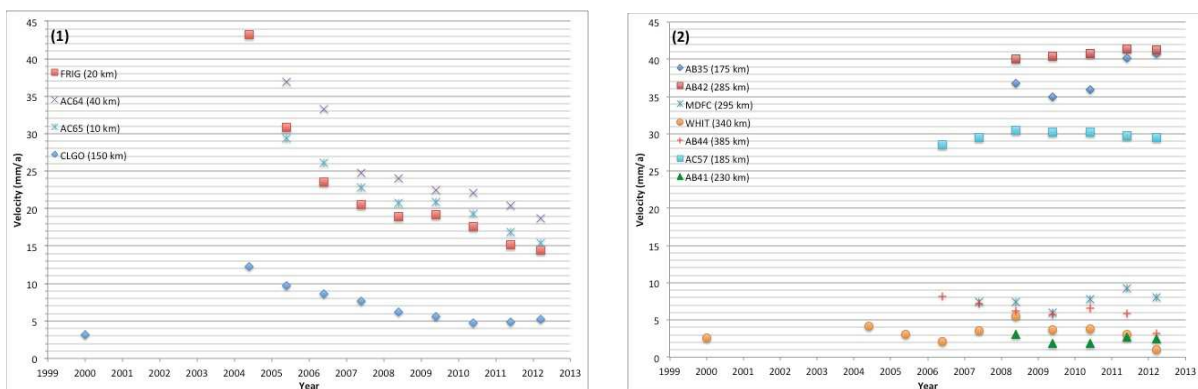 (1)
45
40
35
30
25
20
15
10
5
0
Velocity (mm/a)
FRIG (20 km)
AC64 (40 km)
AC65 (10 km)
CLGO (150 km)
1999 2000 2001 2002 2003 2004 2005 2006 2007 2008 2009 2010 2011 2012 2013
Year
(2)
45
40
35
30
25
20
15
10
5
0
Velocity (mm/a)
AB35 (175 km)
AB42 (285 km)
MDFC (295 km)
WHIT (340 km)
AB44 (385 km)
AC57 (185 km)
AB41 (230 km)
1999 2000 2001 2002 2003 2004 2005 2006 2007 2008 2009 2010 2011 2012 2013
Year